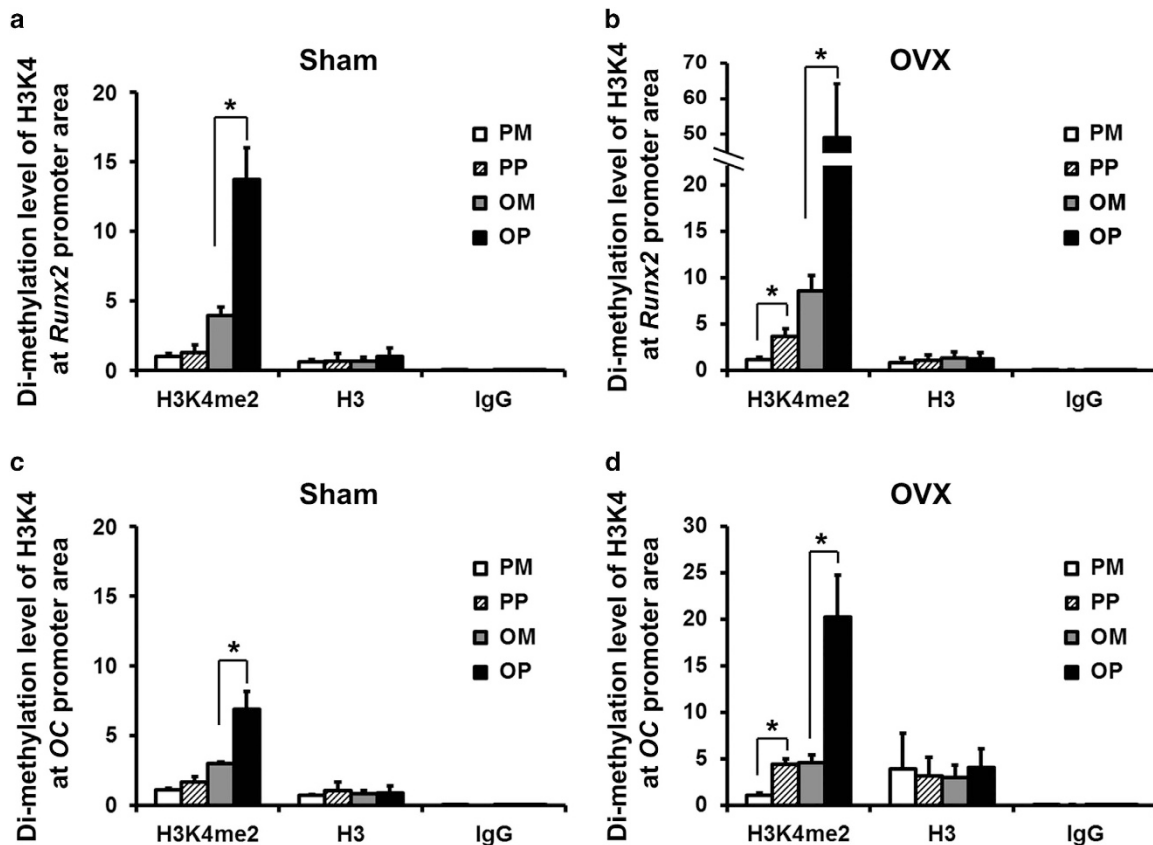 a
Sham
Di-methylation level of H3K4
at Runx2 promoter area
20
15
10
5
0
*
PM
PP
OM
OP
H3K4me2
H3
IgG
b
OVX
Di-methylation level of H3K4
at Runx2 promoter area
70
60
50
20
15
10
5
0
*
*
PM
PP
OM
OP
H3K4me2
H3
IgG
c
Sham
Di-methylation level of H3K4
at OC promoter area
20
15
10
5
0
*
PM
PP
OM
OP
H3K4me2
H3
IgG
d
OVX
Di-methylation level of H3K4
at OC promoter area
30
25
20
15
10
5
0
*
*
PM
PP
OM
OP
H3K4me2
H3
IgG